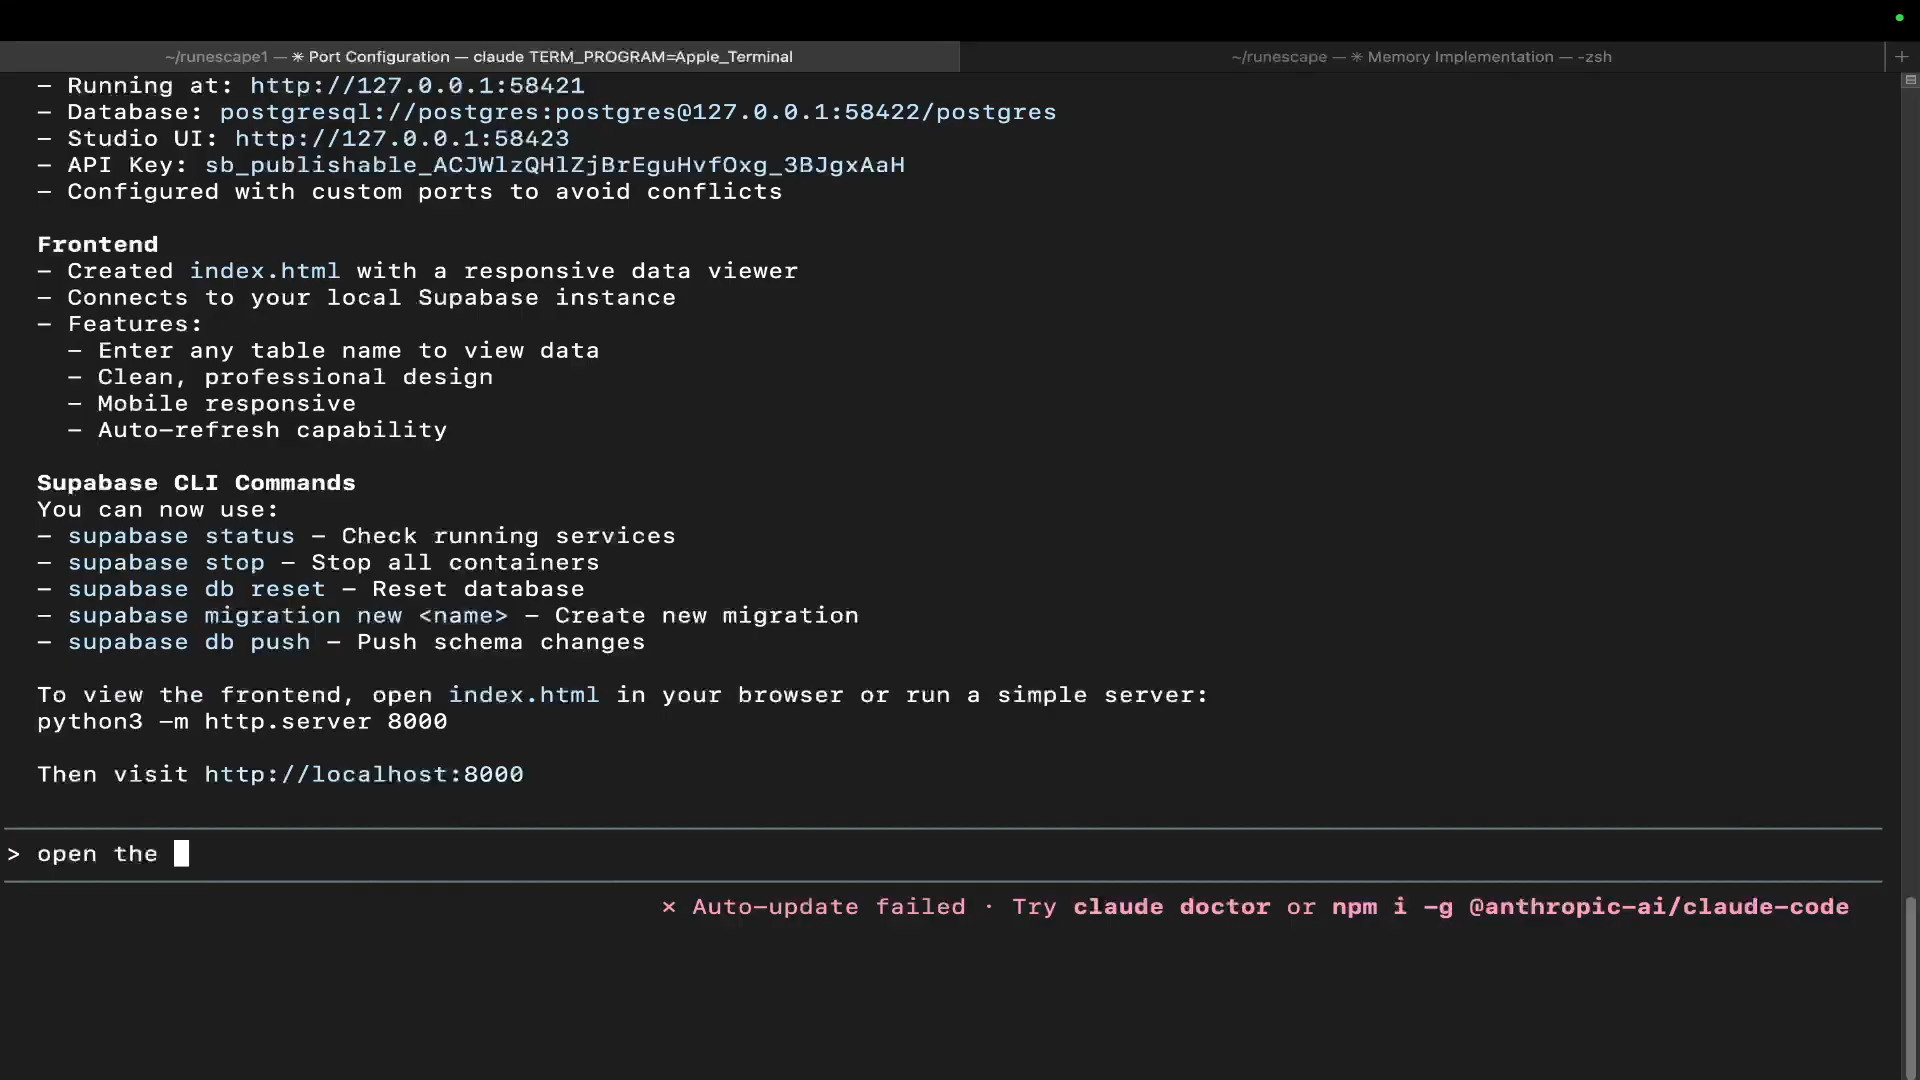 ~/runescape1 — ✳ Port Configuration — claude TERM_PROGRAM=Apple_Terminal
~/runescape — ✳ Memory Implementation — -zsh
+
– Running at: http://127.0.0.1:58421
– Database: postgresql://postgres:postgres@127.0.0.1:58422/postgres
– Studio UI: http://127.0.0.1:58423
– API Key: sb_publishable_ACJWlzQHlZjBrEguHvfOxg_3BJgxAaH
– Configured with custom ports to avoid conflicts
Frontend
– Created index.html with a responsive data viewer
– Connects to your local Supabase instance
– Features:
– Enter any table name to view data
– Clean, professional design
– Mobile responsive
– Auto-refresh capability
Supabase CLI Commands
You can now use:
– supabase status – Check running services
– supabase stop – Stop all containers
– supabase db reset – Reset database
– supabase migration new <name> – Create new migration
– supabase db push – Push schema changes
To view the frontend, open index.html in your browser or run a simple server:
python3 -m http.server 8000
Then visit http://localhost:8000
> open the
✗ Auto-update failed · Try claude doctor or npm i -g @anthropic-ai/claude-code